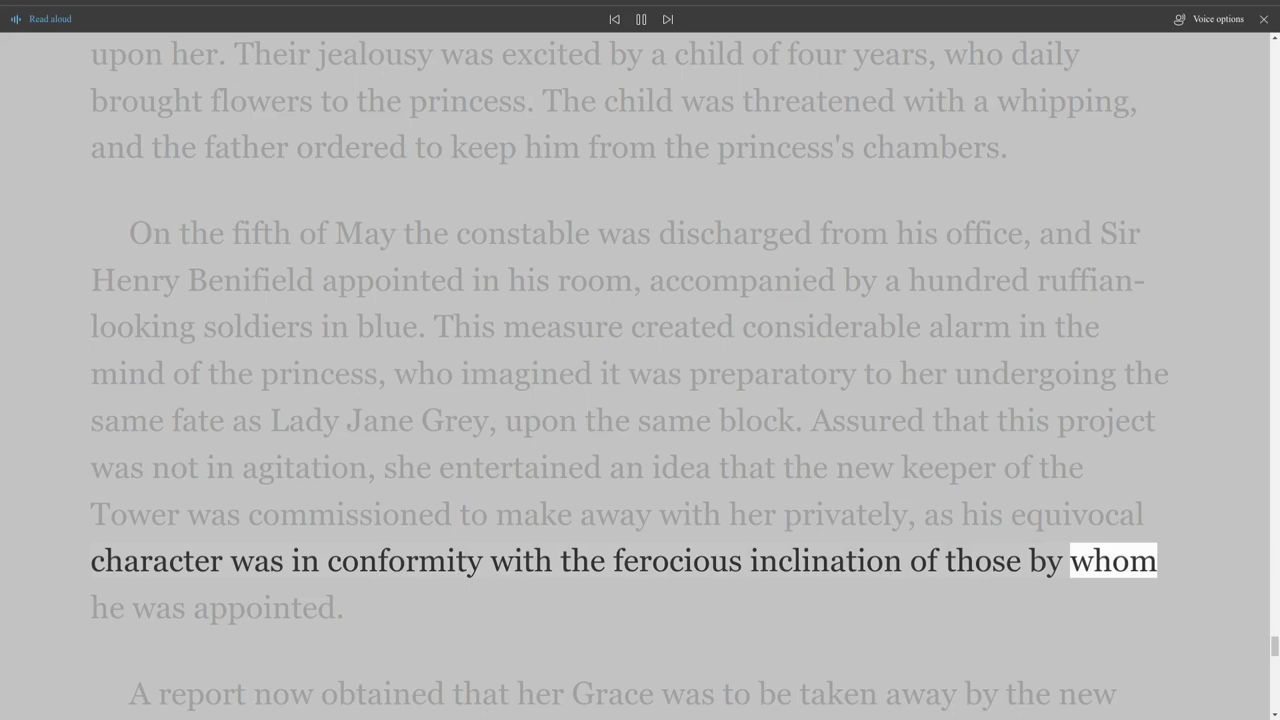 Read aloud
Voice options
upon her. Their jealousy was excited by a child of four years, who daily
brought flowers to the princess. The child was threatened with a whipping,
and the father ordered to keep him from the princess's chambers.
On the fifth of May the constable was discharged from his office, and Sir
Henry Benifield appointed in his room, accompanied by a hundred ruffian-
looking soldiers in blue. This measure created considerable alarm in the
mind of the princess, who imagined it was preparatory to her undergoing the
same fate as Lady Jane Grey, upon the same block. Assured that this project
was not in agitation, she entertained an idea that the new keeper of the
Tower was commissioned to make away with her privately, as his equivocal
character was in conformity with the ferocious inclination of those by whom
he was appointed.
A report now obtained that her Grace was to be taken away by the new